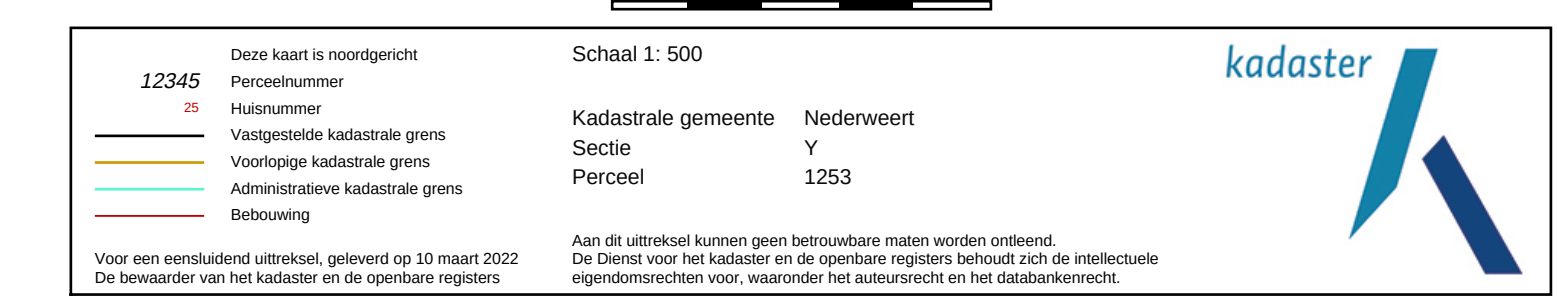 Deze kaart is noordgericht
12345 Perceelnummer
25 Huisnummer
Vastgestelde kadastrale grens
Voorlopige kadastrale grens
Administratieve kadastrale grens
Bebouwing
Voor een eensluidend uittreksel, geleverd op 10 maart 2022
De bewaarder van het kadaster en de openbare registers
Schaal 1: 500
Kadastrale gemeente Nederweert
Sectie Y
Perceel 1253
Aan dit uittreksel kunnen geen betrouwbare maten worden ontleend.
De Dienst voor het kadaster en de openbare registers behoudt zich de intellectuele
eigendomsrechten voor, waaronder het auteursrecht en het databankenrecht.
kadaster